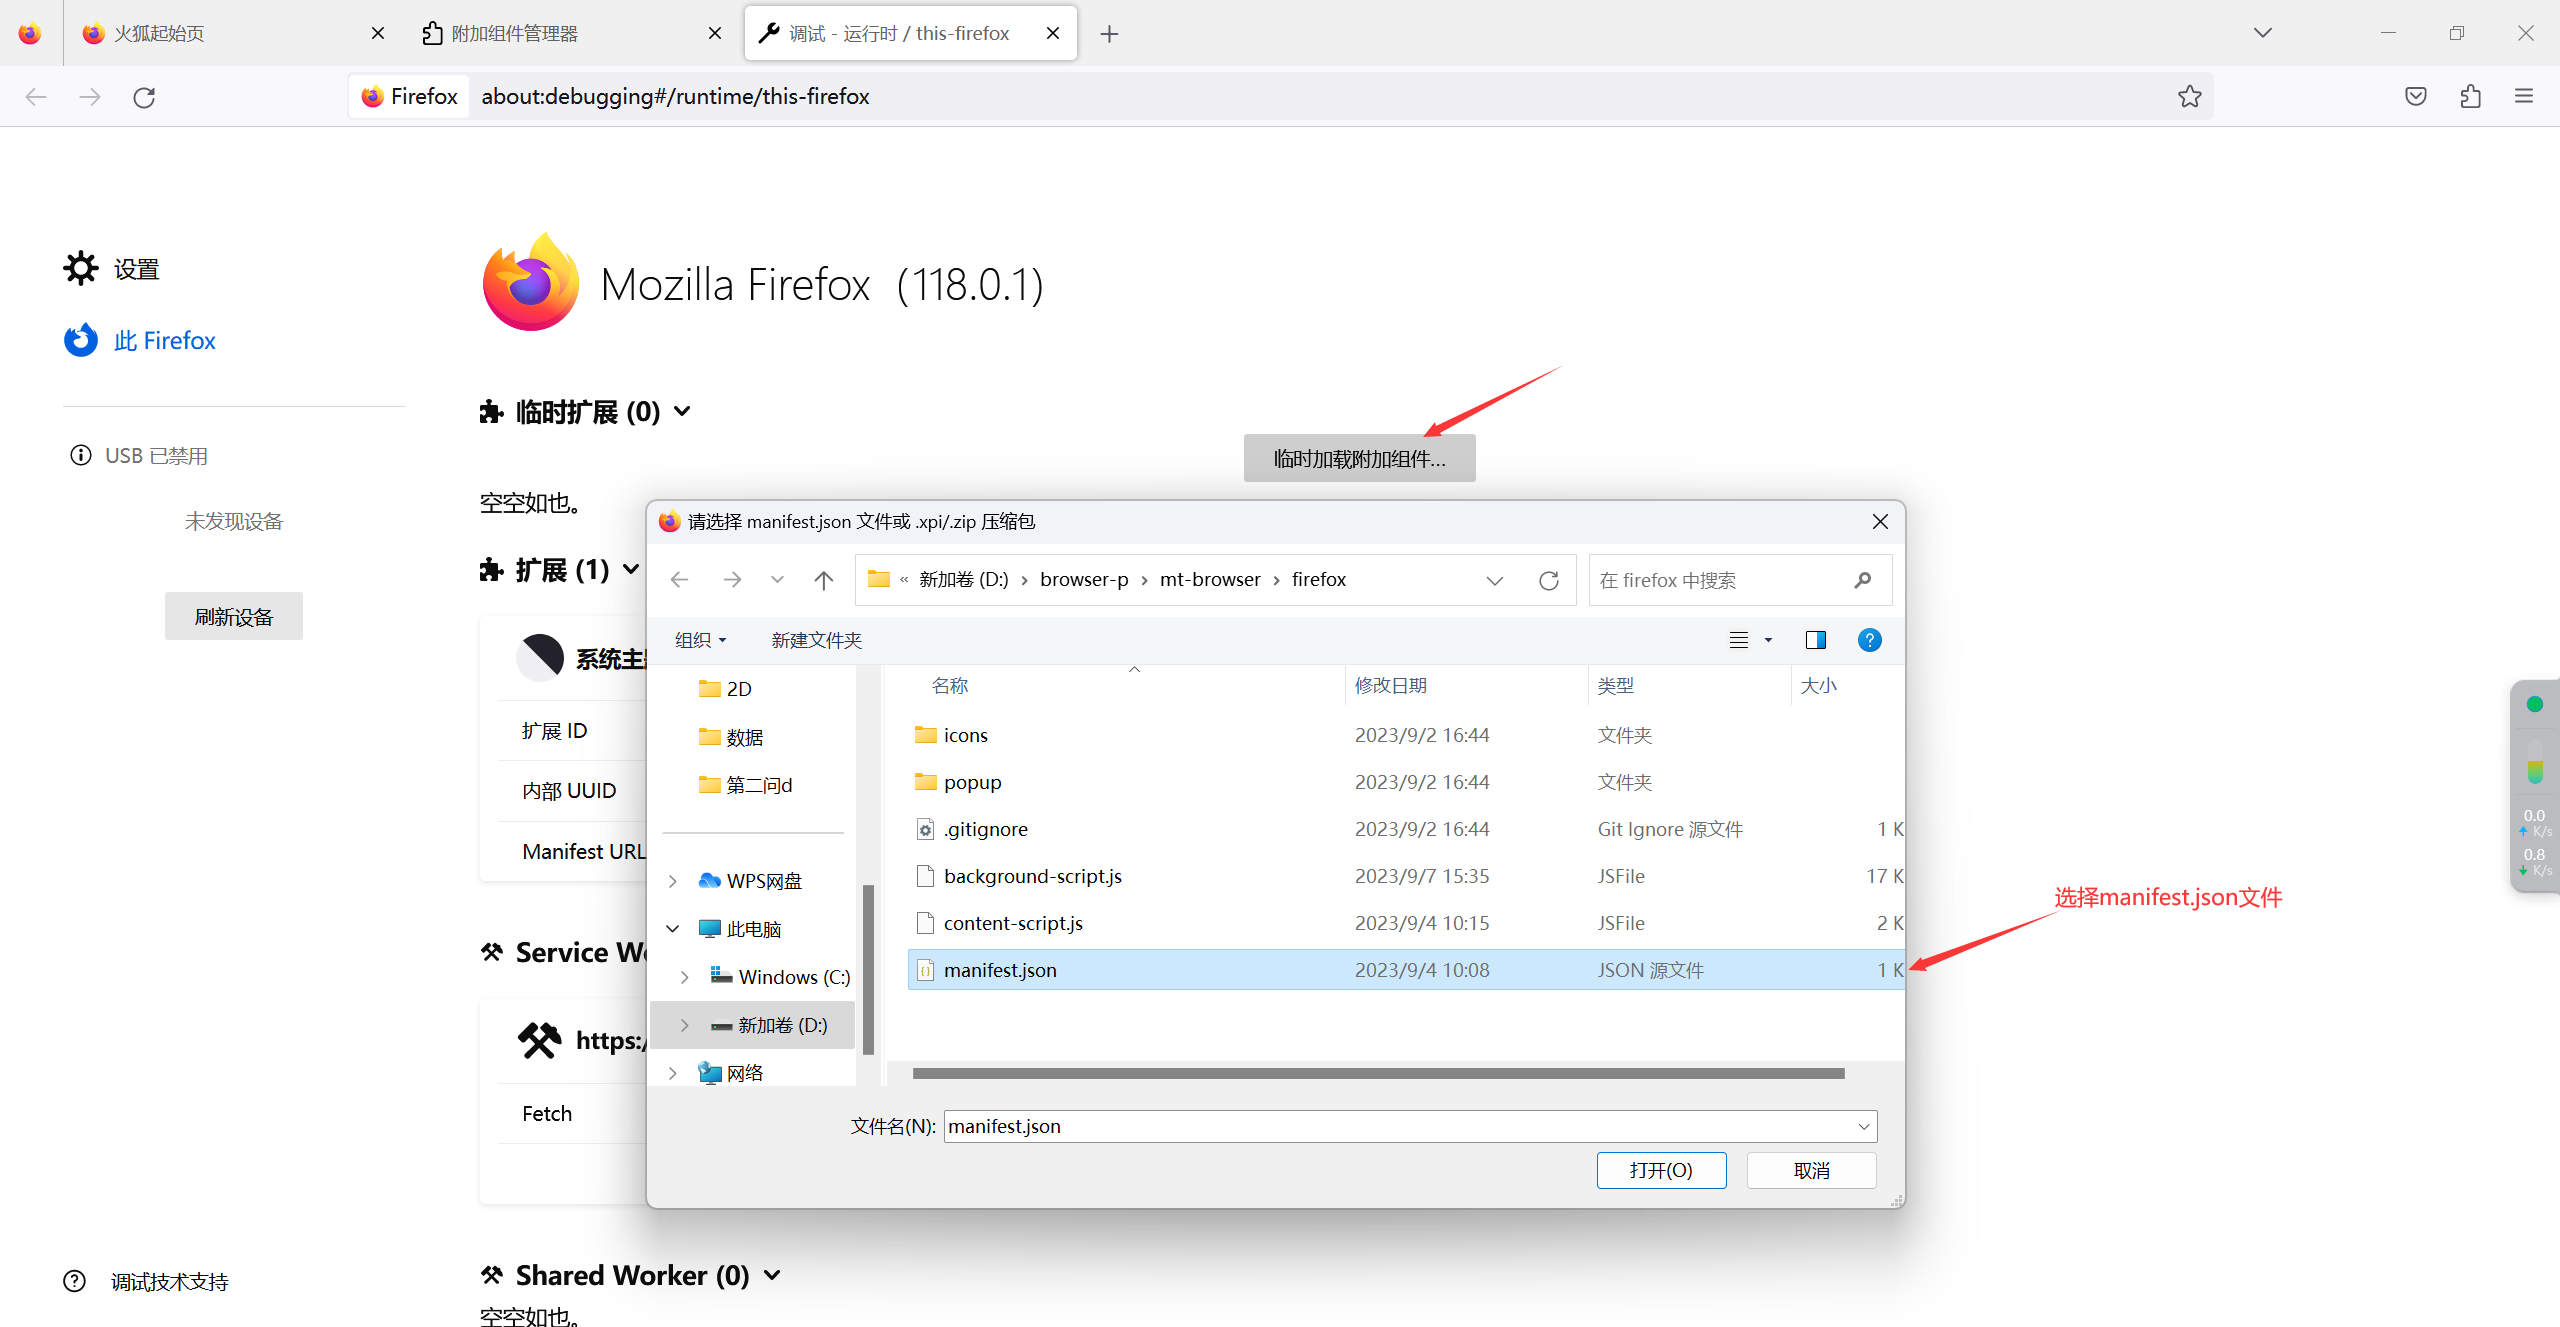 火狐起始页
附加组件管理器
调试 - 运行时 / this-firefox
Firefox
about:debugging#/runtime/this-firefox
设置
此 Firefox
USB 已禁用
未发现设备
刷新设备
调试技术支持
Mozilla Firefox (118.0.1)
临时扩展 (0)
临时加载附加组件...
空空如也。
扩展 (1)
系统主
扩展 ID
内部 UUID
Manifest URL
Service Wo
https:/
Fetch
Shared Worker (0)
空空如也。
请选择 manifest.json 文件或 .xpi/.zip 压缩包
« 新加卷 (D:) › browser-p › mt-browser › firefox
在 firefox 中搜索
组织
新建文件夹
2D
数据
第二问d
WPS网盘
此电脑
Windows (C:)
新加卷 (D:)
网络
名称 修改日期 类型 大小
icons 2023/9/2 16:44 文件夹
popup 2023/9/2 16:44 文件夹
.gitignore 2023/9/2 16:44 Git Ignore 源文件 1 K
background-script.js 2023/9/7 15:35 JSFile 17 K
content-script.js 2023/9/4 10:15 JSFile 2 K
manifest.json 2023/9/4 10:08 JSON 源文件 1 K
文件名(N): manifest.json
打开(O)
取消
选择manifest.json文件
0.0
K/s
0.8
K/s